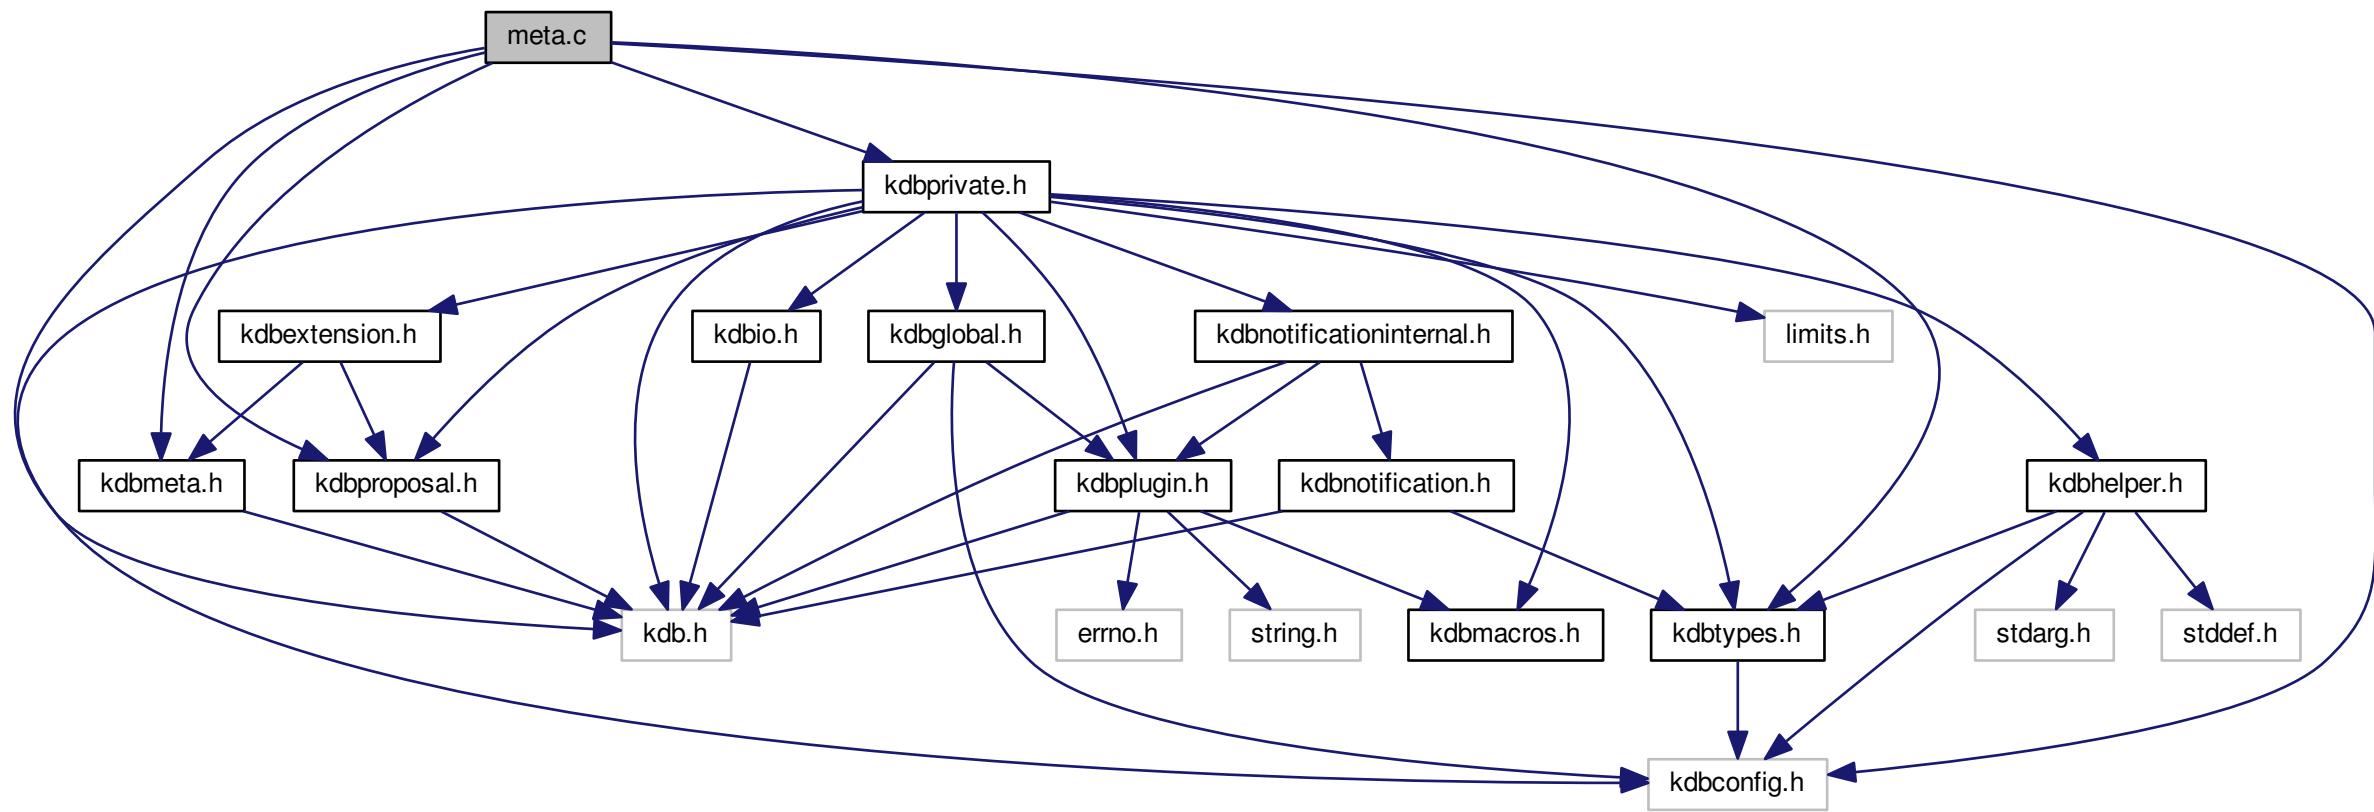 meta.c
kdbprivate.h
kdbextension.h
kdbio.h
kdbglobal.h
kdbnotificationinternal.h
limits.h
kdbmeta.h
kdbproposal.h
kdbplugin.h
kdbnotification.h
kdbhelper.h
kdb.h
errno.h
string.h
kdbmacros.h
kdbtypes.h
stdarg.h
stddef.h
kdbconfig.h